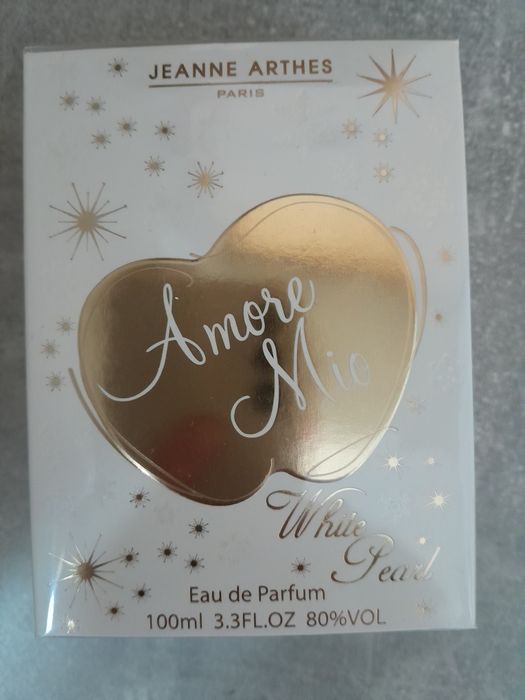 JEANNE ARTHES
PARIS
Amore
Mio
White
Pearl
Eau de Parfum
100ml 3.3FL.OZ 80%VOL